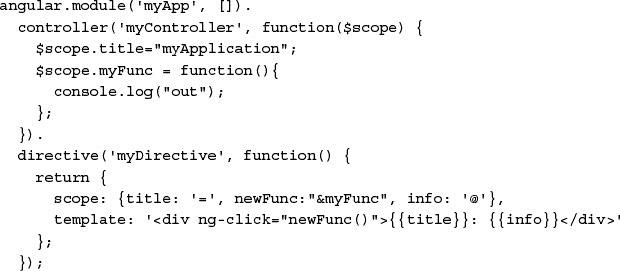 angular.module('myApp', []).
controller('myController', function($scope) {
$scope.title="myApplication";
$scope.myFunc = function(){
console.log("out");
};
}).
directive('myDirective', function() {
return {
scope: {title: '=', newFunc:"&myFunc", info: '@'},
template: '<div ng-click="newFunc()">{{title}}: {{info}}</div>'
};
});